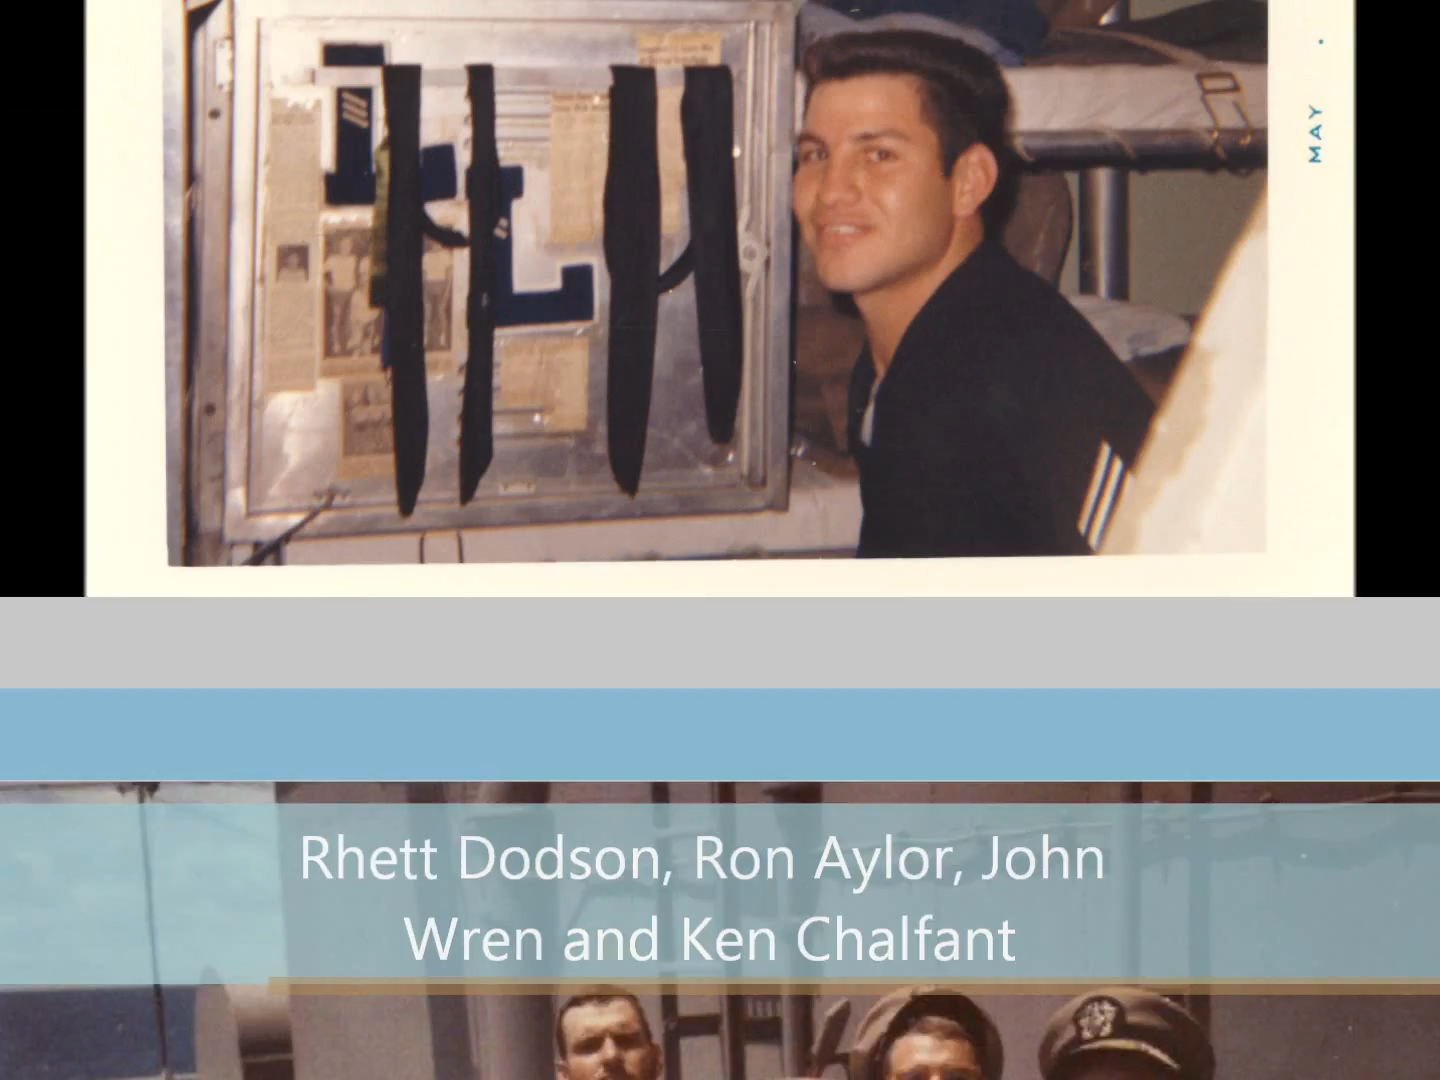 MAY .
Rhett Dodson, Ron Aylor, John
Wren and Ken Chalfant